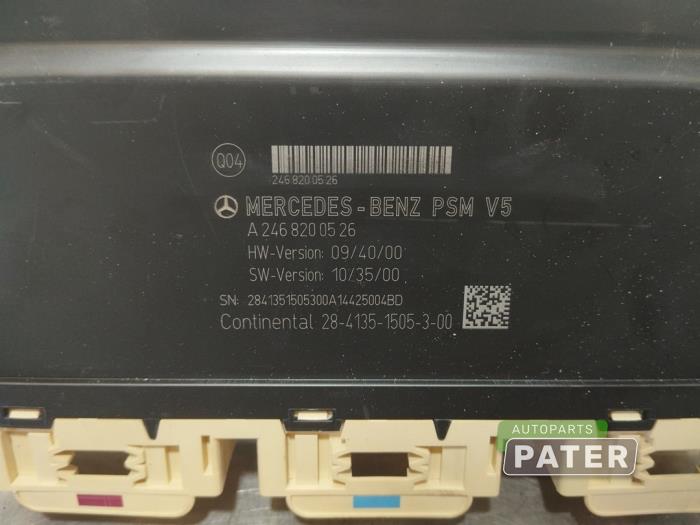 Q04
246 820 05 26
MERCEDES-BENZ PSM V5
A 246 820 05 26
HW-Version: 09/40/00
SW-Version: 10/35/00
SN: 2841351505300A14425004BD
Continental 28-4135-1505-3-00
AUTOPARTS
PATER